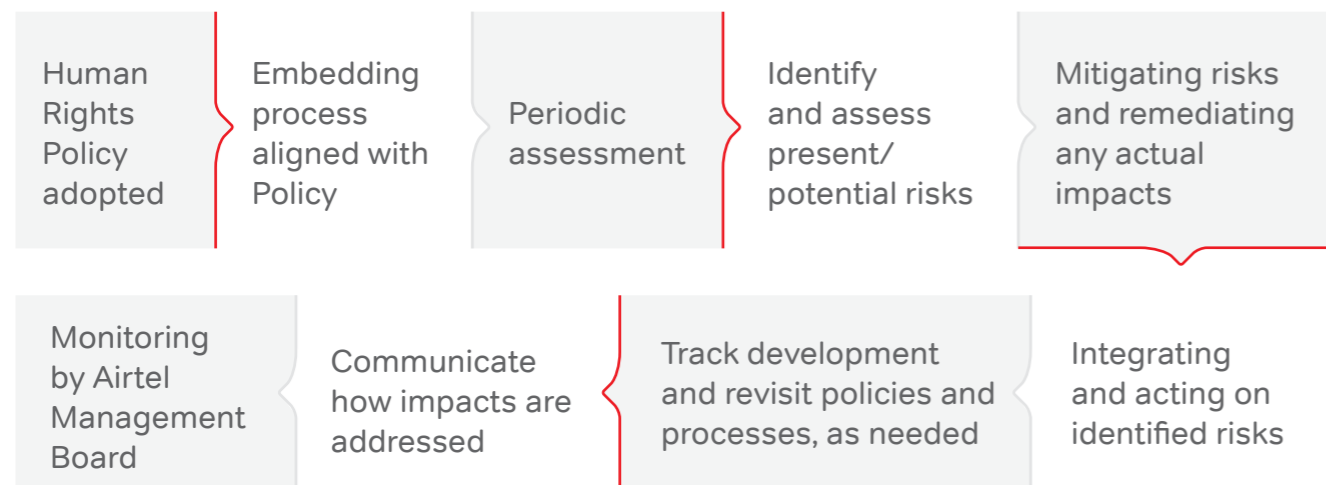 Human
Rights
Policy
adopted
Embedding
process
aligned with
Policy
Periodic
assessment
Identify
and assess
present/
potential risks
Mitigating risks
and remediating
any actual
impacts
Integrating
and acting on
identified risks
Track development
and revisit policies and
processes, as needed
Communicate
how impacts are
addressed
Monitoring
by Airtel
Management
Board